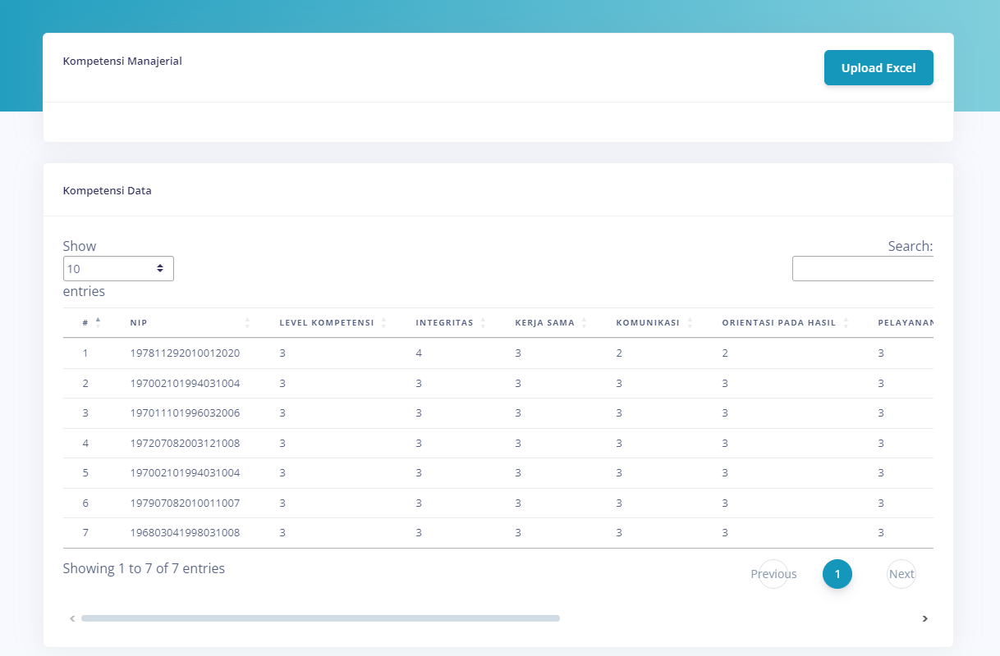 Kompetensi Manajerial
Upload Excel
Kompetensi Data
Show
Search:
10
entries
# NIP LEVEL KOMPETENSI INTEGRITAS KERJA SAMA KOMUNIKASI ORIENTASI PADA HASIL PELAYANAN
1 197811292010012020 3 4 3 2 2 3
2 197002101994031004 3 3 3 3 3 3
3 197011101996032006 3 3 3 3 3 3
4 197207082003121008 3 3 3 3 3 3
5 197002101994031004 3 3 3 3 3 3
6 197907082010011007 3 3 3 3 3 3
7 196803041998031008 3 3 3 3 3 3
Showing 1 to 7 of 7 entries
Previous 1 Next